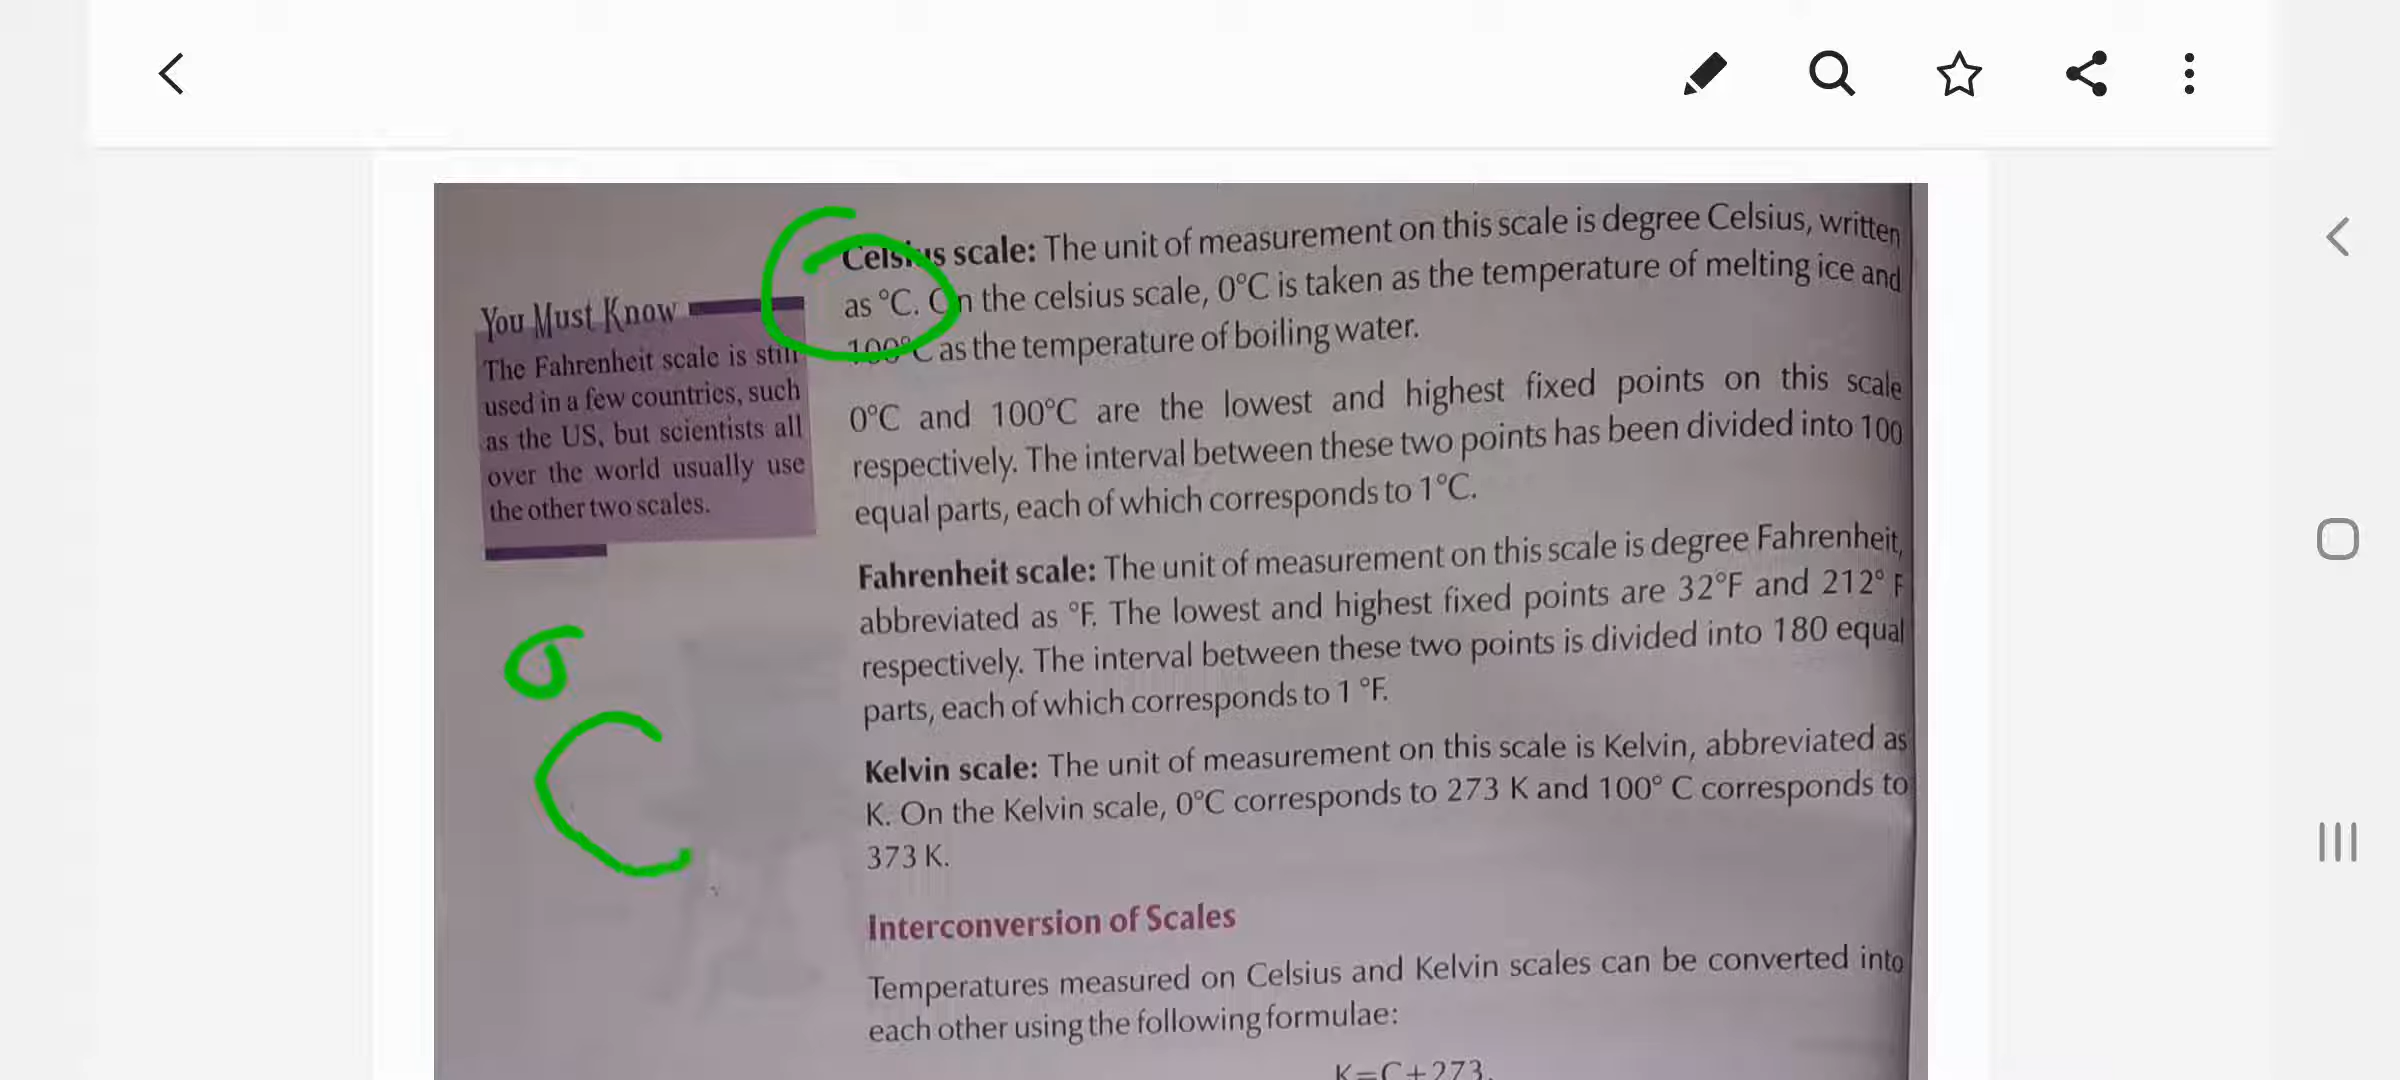 Celsius scale: The unit of measurement on this scale is degree Celsius, written
as °C. On the celsius scale, 0°C is taken as the temperature of melting ice and
100°C as the temperature of boiling water.
You Must Know
The Fahrenheit scale is still
used in a few countries, such
as the US, but scientists all
over the world usually use
the other two scales.
0°C and 100°C are the lowest and highest fixed points on this scale
respectively. The interval between these two points has been divided into 100
equal parts, each of which corresponds to 1°C.
Fahrenheit scale: The unit of measurement on this scale is degree Fahrenheit,
abbreviated as °F. The lowest and highest fixed points are 32°F and 212° F
respectively. The interval between these two points is divided into 180 equal
parts, each of which corresponds to 1 °F.
°C
Kelvin scale: The unit of measurement on this scale is Kelvin, abbreviated as
K. On the Kelvin scale, 0°C corresponds to 273 K and 100° C corresponds to
373 K.
Interconversion of Scales
Temperatures measured on Celsius and Kelvin scales can be converted into
each other using the following formulae:
K=C+273.